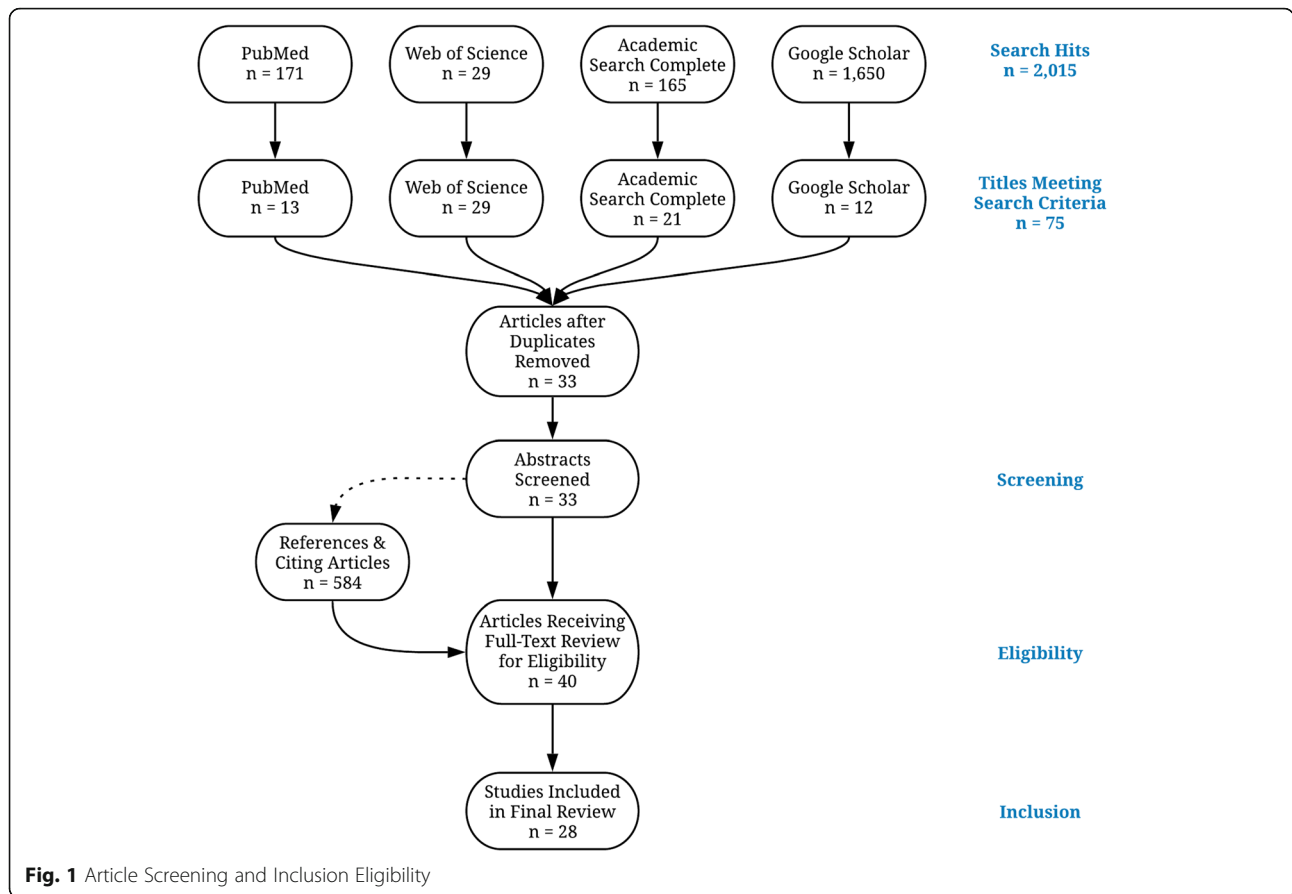 PubMed
n = 171
Web of Science
n = 29
Academic
Search Complete
n = 165
Google Scholar
n = 1,650
Search Hits
n = 2,015
PubMed
n = 13
Web of Science
n = 29
Academic
Search Complete
n = 21
Google Scholar
n = 12
Titles Meeting
Search Criteria
n = 75
Articles after
Duplicates
Removed
n = 33
Abstracts
Screened
n = 33
Screening
References &
Citing Articles
n = 584
Articles Receiving
Full-Text Review
for Eligibility
n = 40
Eligibility
Studies Included
in Final Review
n = 28
Inclusion
Fig. 1 Article Screening and Inclusion Eligibility